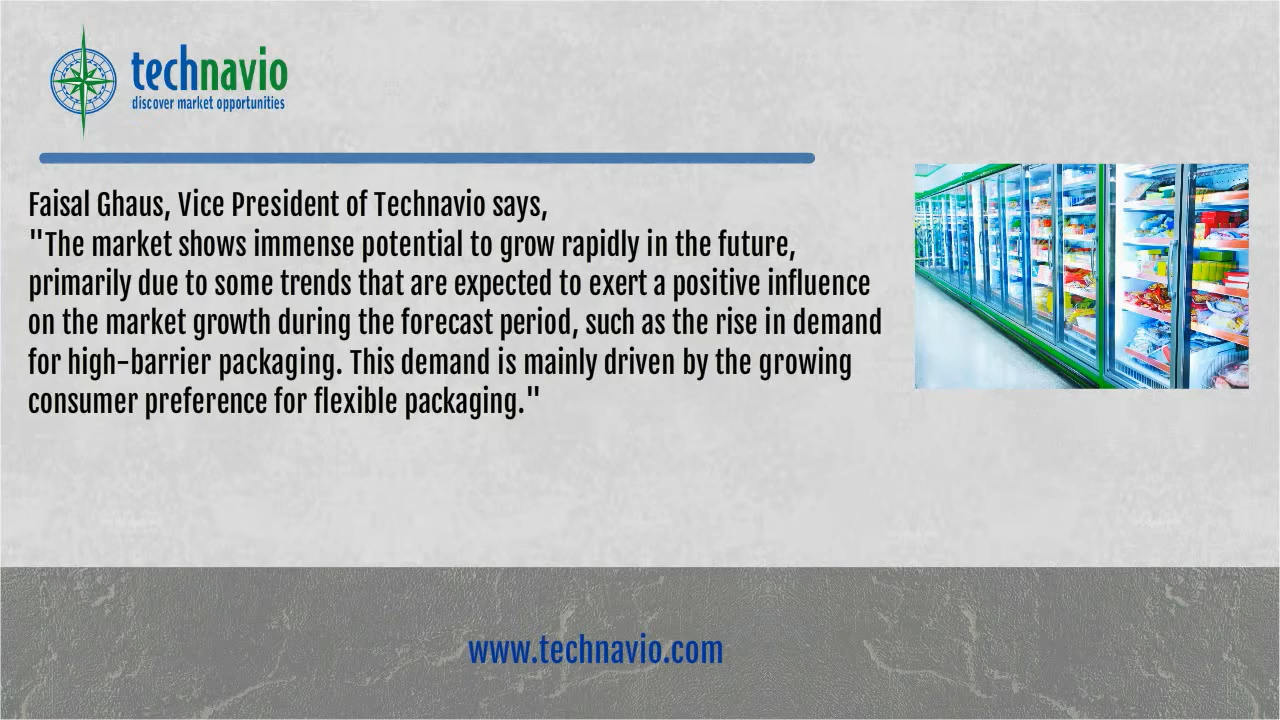 technavio
discover market opportunities
Faisal Ghaus, Vice President of Technavio says,
"The market shows immense potential to grow rapidly in the future,
primarily due to some trends that are expected to exert a positive influence
on the market growth during the forecast period, such as the rise in demand
for high-barrier packaging. This demand is mainly driven by the growing
consumer preference for flexible packaging."
www.technavio.com